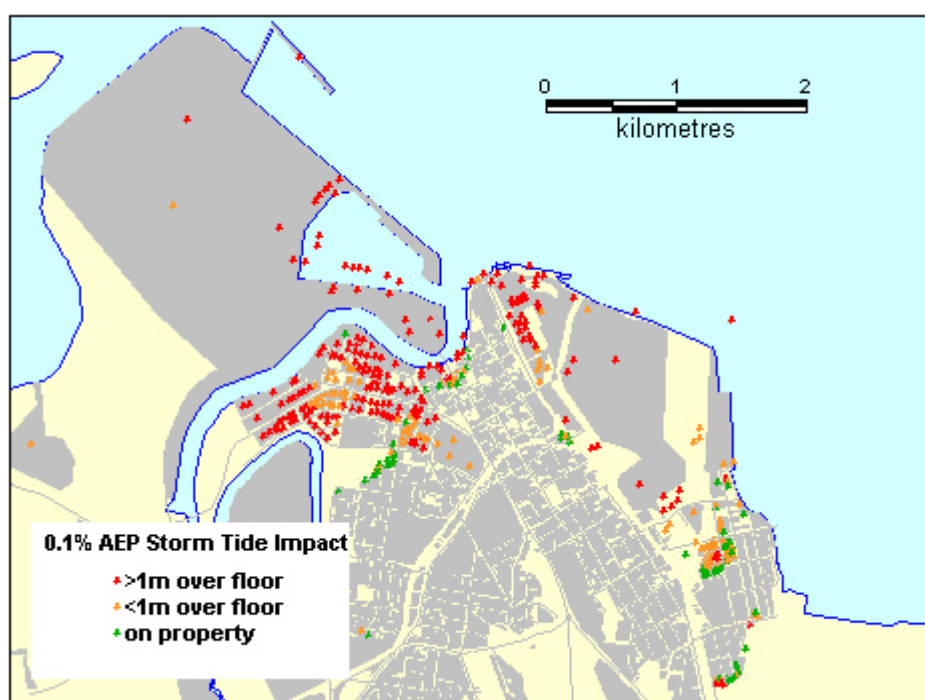 0 1 2
kilometres
0.1% AEP Storm Tide Impact
>1m over floor
<1m over floor
on property